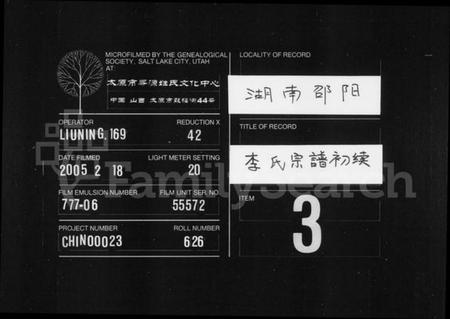 MICROFILMED BY THE GENEALOGICAL
SOCIETY, SALT LAKE CITY, UTAH
AT:
太原市寻源姓氏文化中心
中国 山西 太原市双塔街44号
OPERATOR
LIUNING, 169
REDUCTION X
42
DATE FILMED
2005 2 18
LIGHT METER SETTING
20
FILM EMULSION NUMBER
777-06
FILM UNIT SER. NO.
55572
PROJECT NUMBER
CHIN00023
ROLL NUMBER
626
LOCALITY OF RECORD
湖南邵阳
TITLE OF RECORD
李氏宗譜初续
ITEM
3
FamilySearch